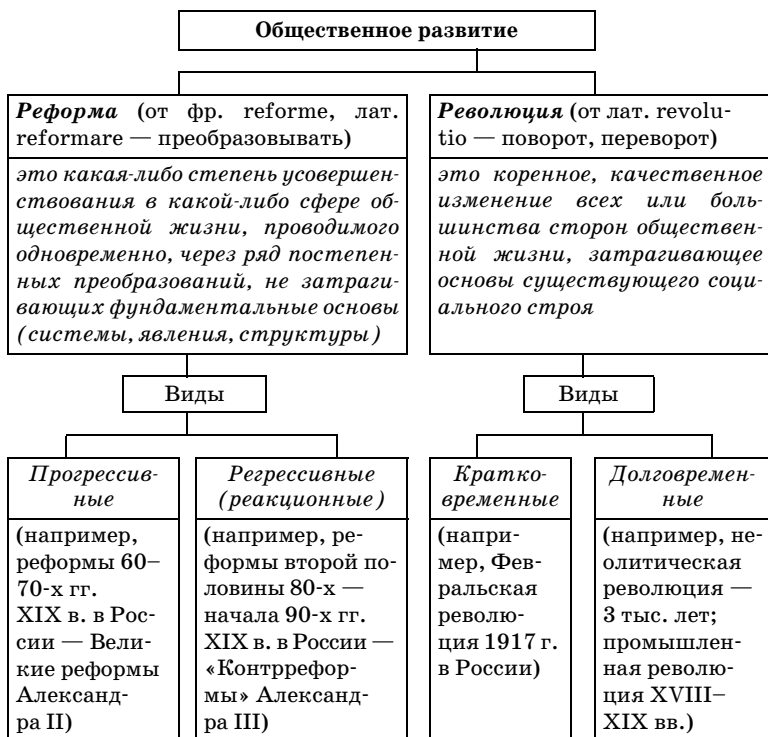 Общественное развитие
Реформа (от фр. reforme, лат.
reformare — преобразовывать)
это какая-либо степень усовершен-
ствования в какой-либо сфере об-
щественной жизни, проводимого
одновременно, через ряд постепен-
ных преобразований, не затраги-
вающих фундаментальные основы
(системы, явления, структуры)
Революция (от лат. revolu-
tio — поворот, переворот)
это коренное, качественное
изменение всех или боль-
шинства сторон обществен-
ной жизни, затрагивающее
основы существующего соци-
ального строя
Виды
Виды
Прогрессив-
ные
(например,
реформы 60–
70-х гг.
XIX в. в Рос-
сии — Вели-
кие реформы
Александ-
ра II)
Регрессивные
(реакционные)
(например, ре-
формы второй по-
ловины 80-х —
начала 90-х гг.
XIX в. в России —
«Контррефор-
мы» Александ-
ра III)
Кратко-
временные
(напри-
мер, Фев-
ральская
револю-
ция 1917 г.
в России)
Долговремен-
ные
(например, не-
олитическая
революция —
3 тыс. лет;
промышлен-
ная револю-
ция XVIII–
XIX вв.)